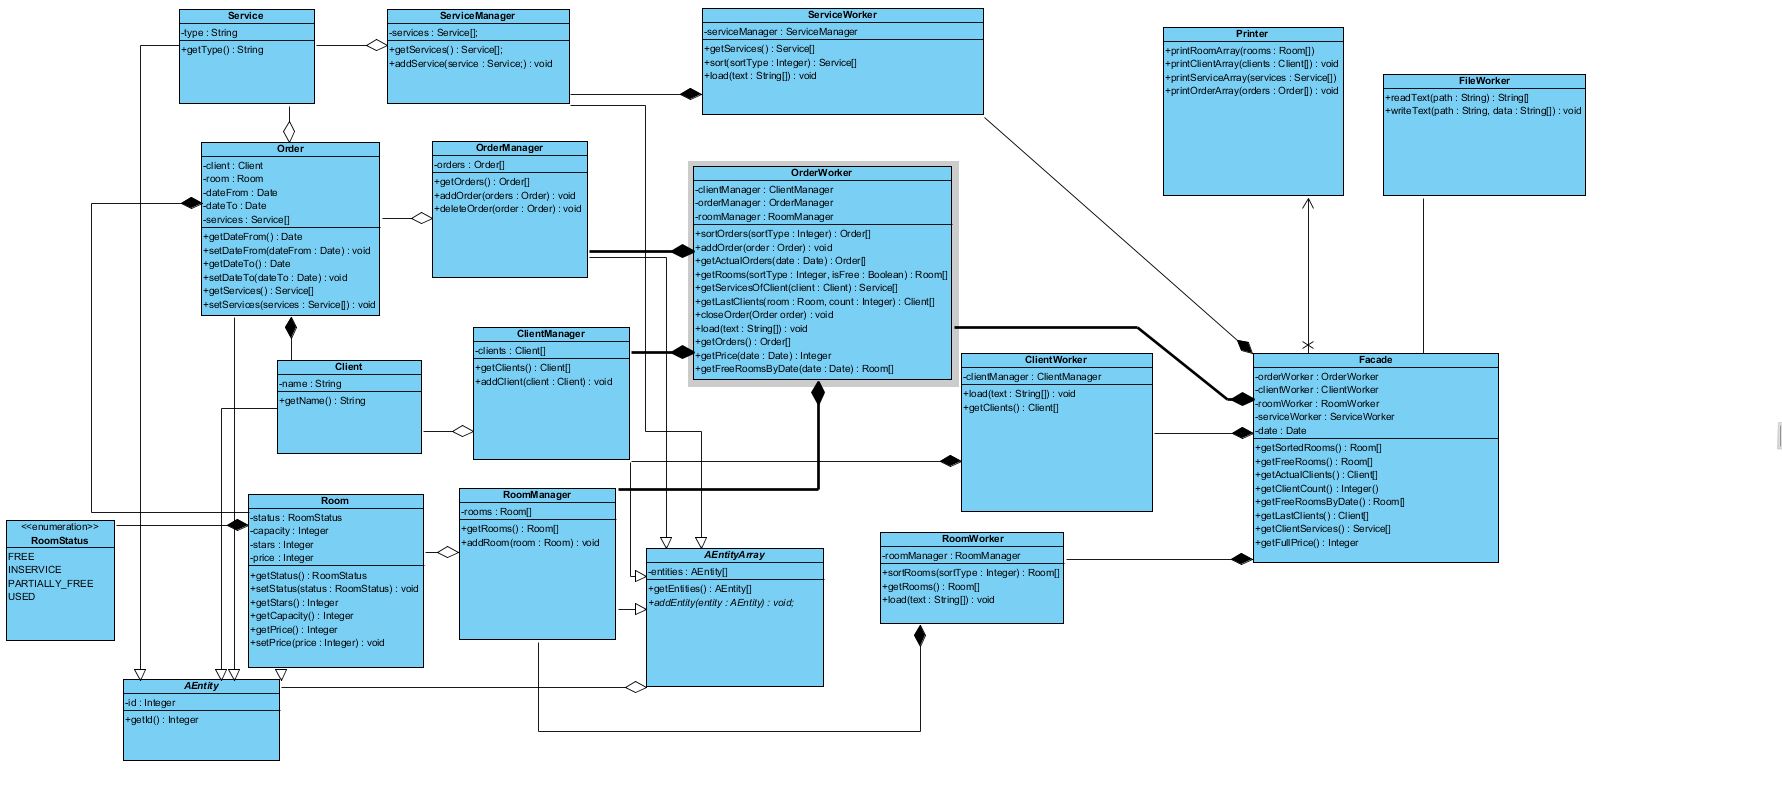 Service
-type : String
+getType() : String
ServiceManager
-services : Service[];
+getServices() : Service[];
+addService(service : Service;) : void
ServiceWorker
-serviceManager : ServiceManager
+getServices() : Service[]
+sort(sortType : Integer) : Service[]
+load(text : String[]) : void
Printer
+printRoomArray(rooms : Room[])
+printClientArray(clients : Client[]) : void
+printServiceArray(services : Service[])
+printOrderArray(orders : Order[]) : void
FileWorker
+readText(path : String) : String[]
+writeText(path : String, data : String[]) : void
Order
-client : Client
-room : Room
-dateFrom : Date
-dateTo : Date
-services : Service[]
+getDateFrom() : Date
+setDateFrom(dateFrom : Date) : void
+getDateTo() : Date
+setDateTo(dateTo : Date) : void
+getServices() : Service[]
+setServices(services : Service[]) : void
OrderManager
-orders : Order[]
+getOrders() : Order[]
+addOrder(orders : Order) : void
+deleteOrder(order : Order) : void
OrderWorker
-clientManager : ClientManager
-orderManager : OrderManager
-roomManager : RoomManager
+sortOrders(sortType : Integer) : Order[]
+addOrder(order : Order) : void
+getActualOrders(date : Date) : Order[]
+getRooms(sortType : Integer, isFree : Boolean) : Room[]
+getServicesOfClient(client : Client) : Service[]
+getLastClients(room : Room, count : Integer) : Client[]
+closeOrder(Order order) : void
+load(text : String[]) : void
+getOrders() : Order[]
+getPrice(date : Date) : Integer
+getFreeRoomsByDate(date : Date) : Room[]
Client
-name : String
+getName() : String
ClientManager
-clients : Client[]
+getClients() : Client[]
+addClient(client : Client) : void
ClientWorker
-clientManager : ClientManager
+load(text : String[]) : void
+getClients() : Client[]
Facade
-orderWorker : OrderWorker
-clientWorker : ClientWorker
-roomWorker : RoomWorker
-serviceWorker : ServiceWorker
-date : Date
+getSortedRooms() : Room[]
+getFreeRooms() : Room[]
+getActualClients() : Client[]
+getClientCount() : Integer()
+getFreeRoomsByDate() : Room[]
+getLastClients() : Client[]
+getClientServices() : Service[]
+getFullPrice() : Integer
<<enumeration>>
RoomStatus
FREE
INSERVICE
PARTIALLY_FREE
USED
Room
-status : RoomStatus
-capacity : Integer
-stars : Integer
-price : Integer
+getStatus() : RoomStatus
+setStatus(status : RoomStatus) : void
+getStars() : Integer
+getCapacity() : Integer
+getPrice() : Integer
+setPrice(price : Integer) : void
RoomManager
-rooms : Room[]
+getRooms() : Room[]
+addRoom(room : Room) : void
AEntityArray
-entities : AEntity[]
+getEntities() : AEntity[]
+addEntity(entity : AEntity) : void;
RoomWorker
-roomManager : RoomManager
+sortRooms(sortType : Integer) : Room[]
+getRooms() : Room[]
+load(text : String[]) : void
AEntity
-id : Integer
+getId() : Integer